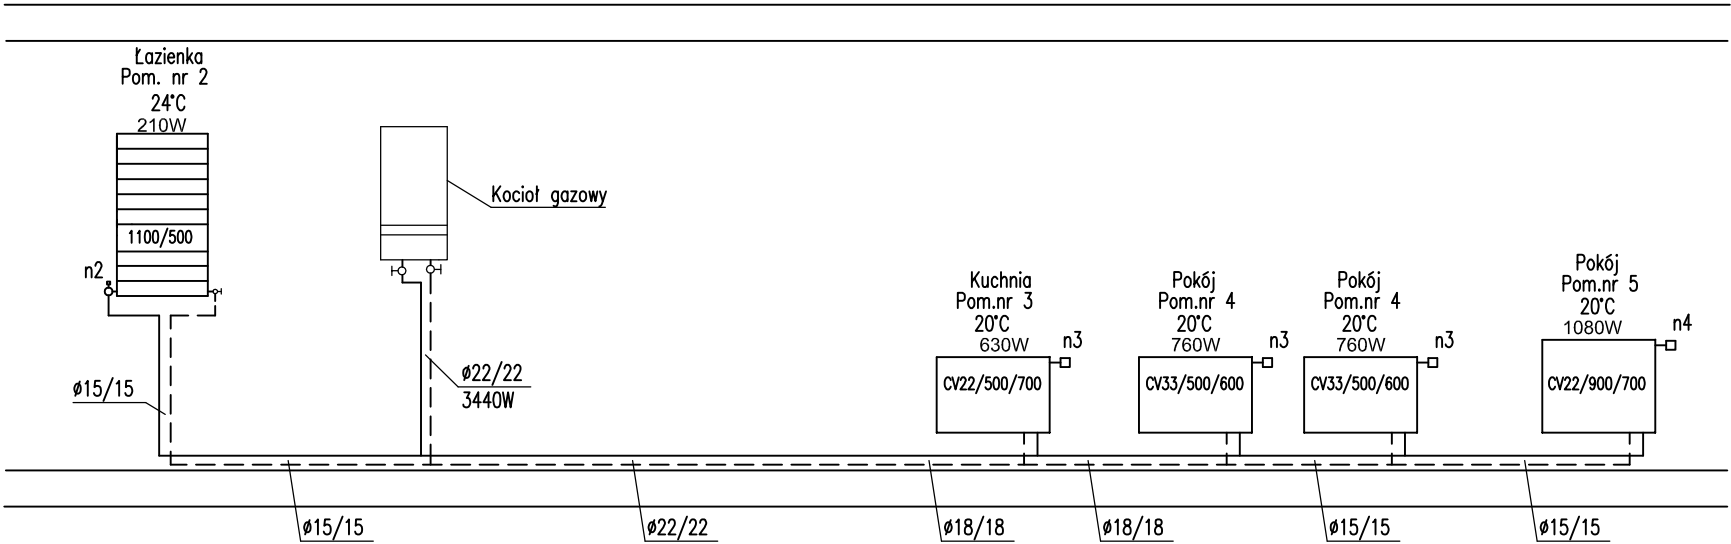 Łazienka
Pom. nr 2
24°C
210W
1100/500
n2
ø15/15
Kocioł gazowy
ø22/22
3440W
Kuchnia
Pom.nr 3
20°C
630W
n3
CV22/500/700
Pokój
Pom.nr 4
20°C
760W
n3
CV33/500/600
Pokój
Pom.nr 4
20°C
760W
n3
CV33/500/600
Pokój
Pom.nr 5
20°C
1080W
n4
CV22/900/700
ø15/15
ø22/22
ø18/18
ø18/18
ø15/15
ø15/15